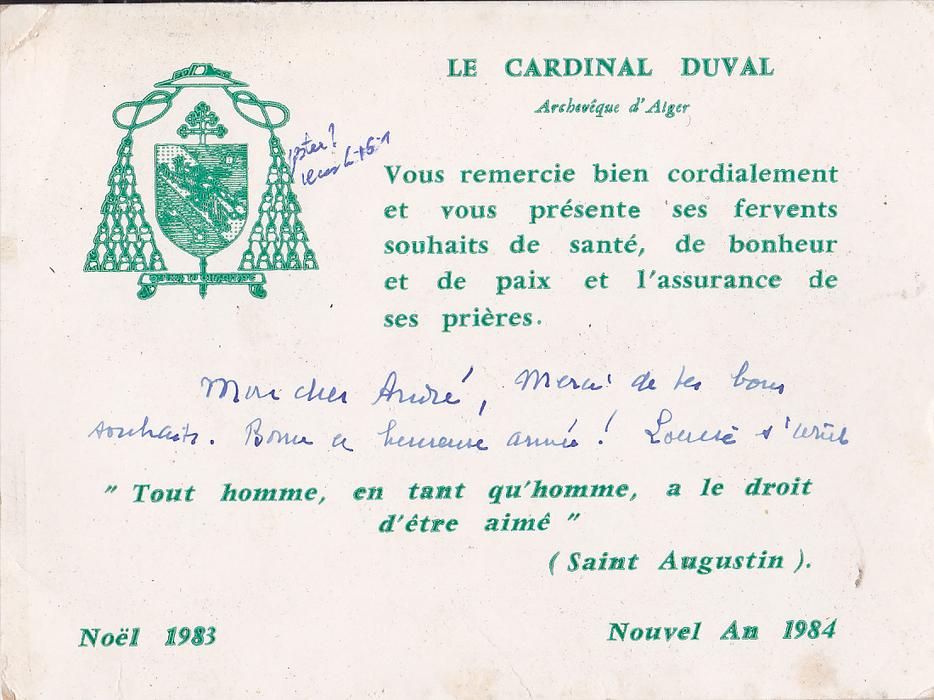 LE CARDINAL DUVAL
Archevêque d'Alger
Vous remercie bien cordialement
et vous présente ses fervents
souhaits de santé, de bonheur
et de paix et l'assurance de
ses prières.
Mon cher André, Merci de tes bons
souhaits. Bonne et heureuse année !
" Tout homme, en tant qu'homme, a le droit
d'être aimé "
( Saint Augustin ).
Noël 1983
Nouvel An 1984